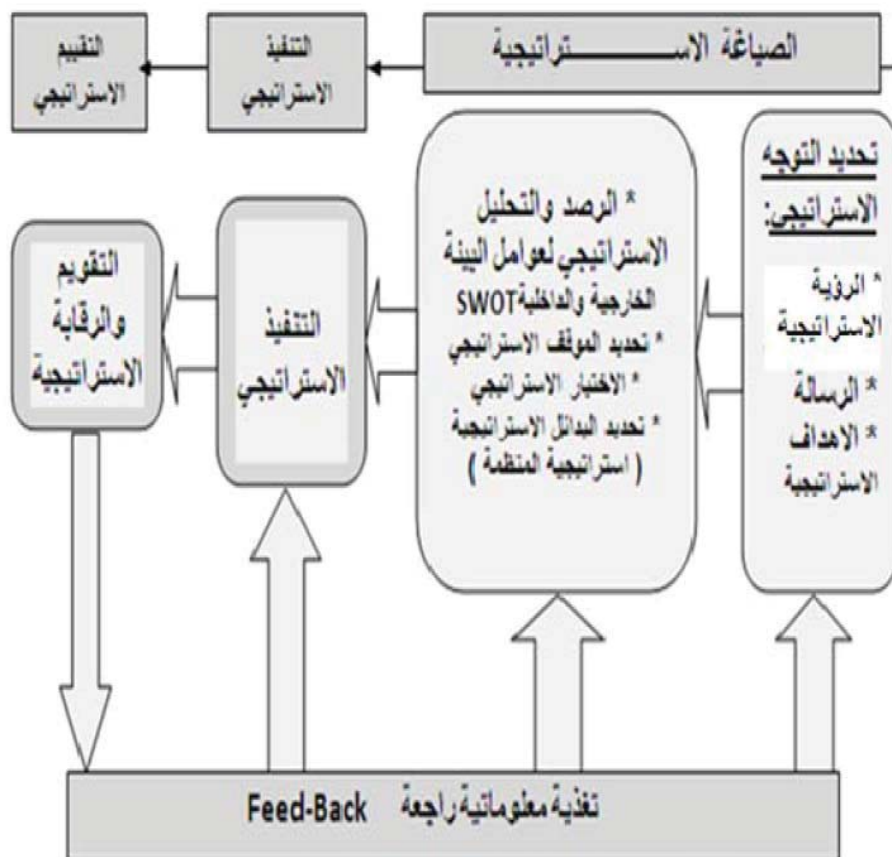 الصياغة الاستراتيجية
التنفيذ
الاستراتيجي
التقييم
الاستراتيجي
تحديد التوجه
الاستراتيجي:
* الرؤية
الاستراتيجية
* الرسالة
* الاهداف
الاستراتيجية
* الرصد والتحليل
الاستراتيجي لعوامل البيئة
الخارجية والداخلية SWOT
* تحديد الموقف الاستراتيجي
* الاختيار الاستراتيجي
* تحديد البدائل الاستراتيجية
( استراتيجية المنظمة )
التنفيذ
الاستراتيجي
التقويم
والرقابة
الاستراتيجية
تغذية معلوماتية راجعة Feed-Back